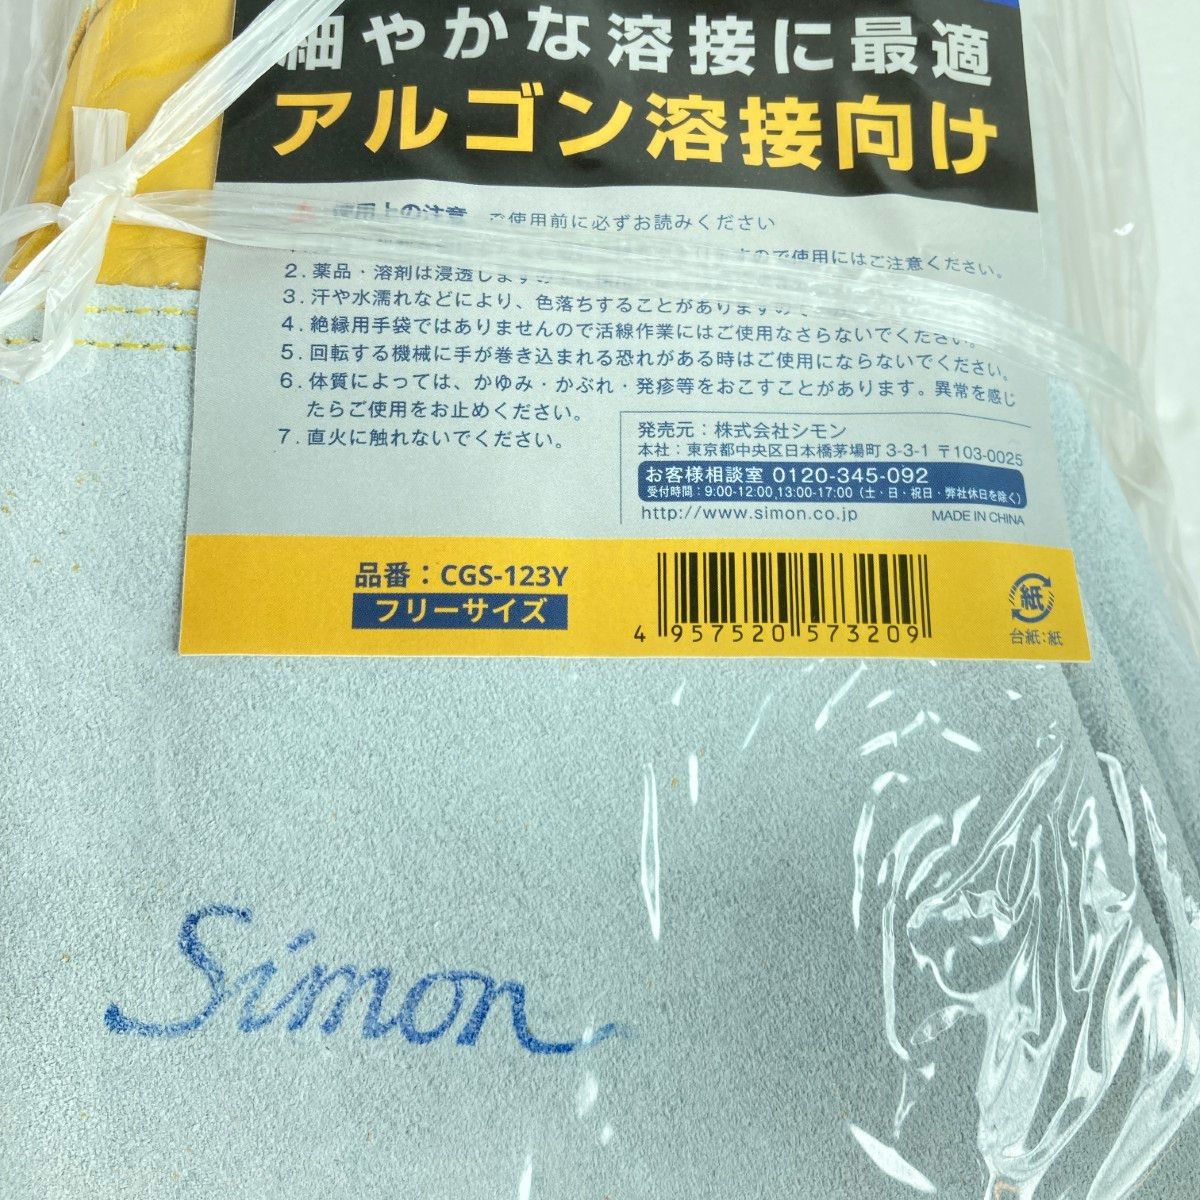 細やかな溶接に最適
アルゴン溶接向け
使用上の注意 ご使用前に必ずお読みください
ので使用にはご注意ください。
2. 薬品・溶剤は浸透しますので
3. 汗や水濡れなどにより、色落ちすることがありますので
4. 絶縁用手袋ではありませんので活線作業にはご使用なさらないでください。
5. 回転する機械に手が巻き込まれる恐れがある時はご使用にならないでください。
6. 体質によっては、かゆみ・かぶれ・発疹等をおこすことがあります。異常を感じ
たらご使用をお止めください。
7. 直火に触れないでください。
発売元：株式会社シモン
本社：東京都中央区日本橋茅場町 3-3-1 〒103-0025
お客様相談室 0120-345-092
受付時間：9:00-12:00,13:00-17:00（土・日・祝日・弊社休日を除く）
http://www.simon.co.jp MADE IN CHINA
品番：CGS-123Y
フリーサイズ
4 957520 573209
紙
台紙：紙
Simon